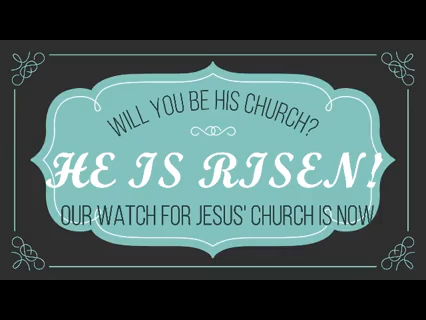 WILL YOU BE HIS CHURCH?
HE IS RISEN!
OUR WATCH FOR JESUS' CHURCH IS NOW